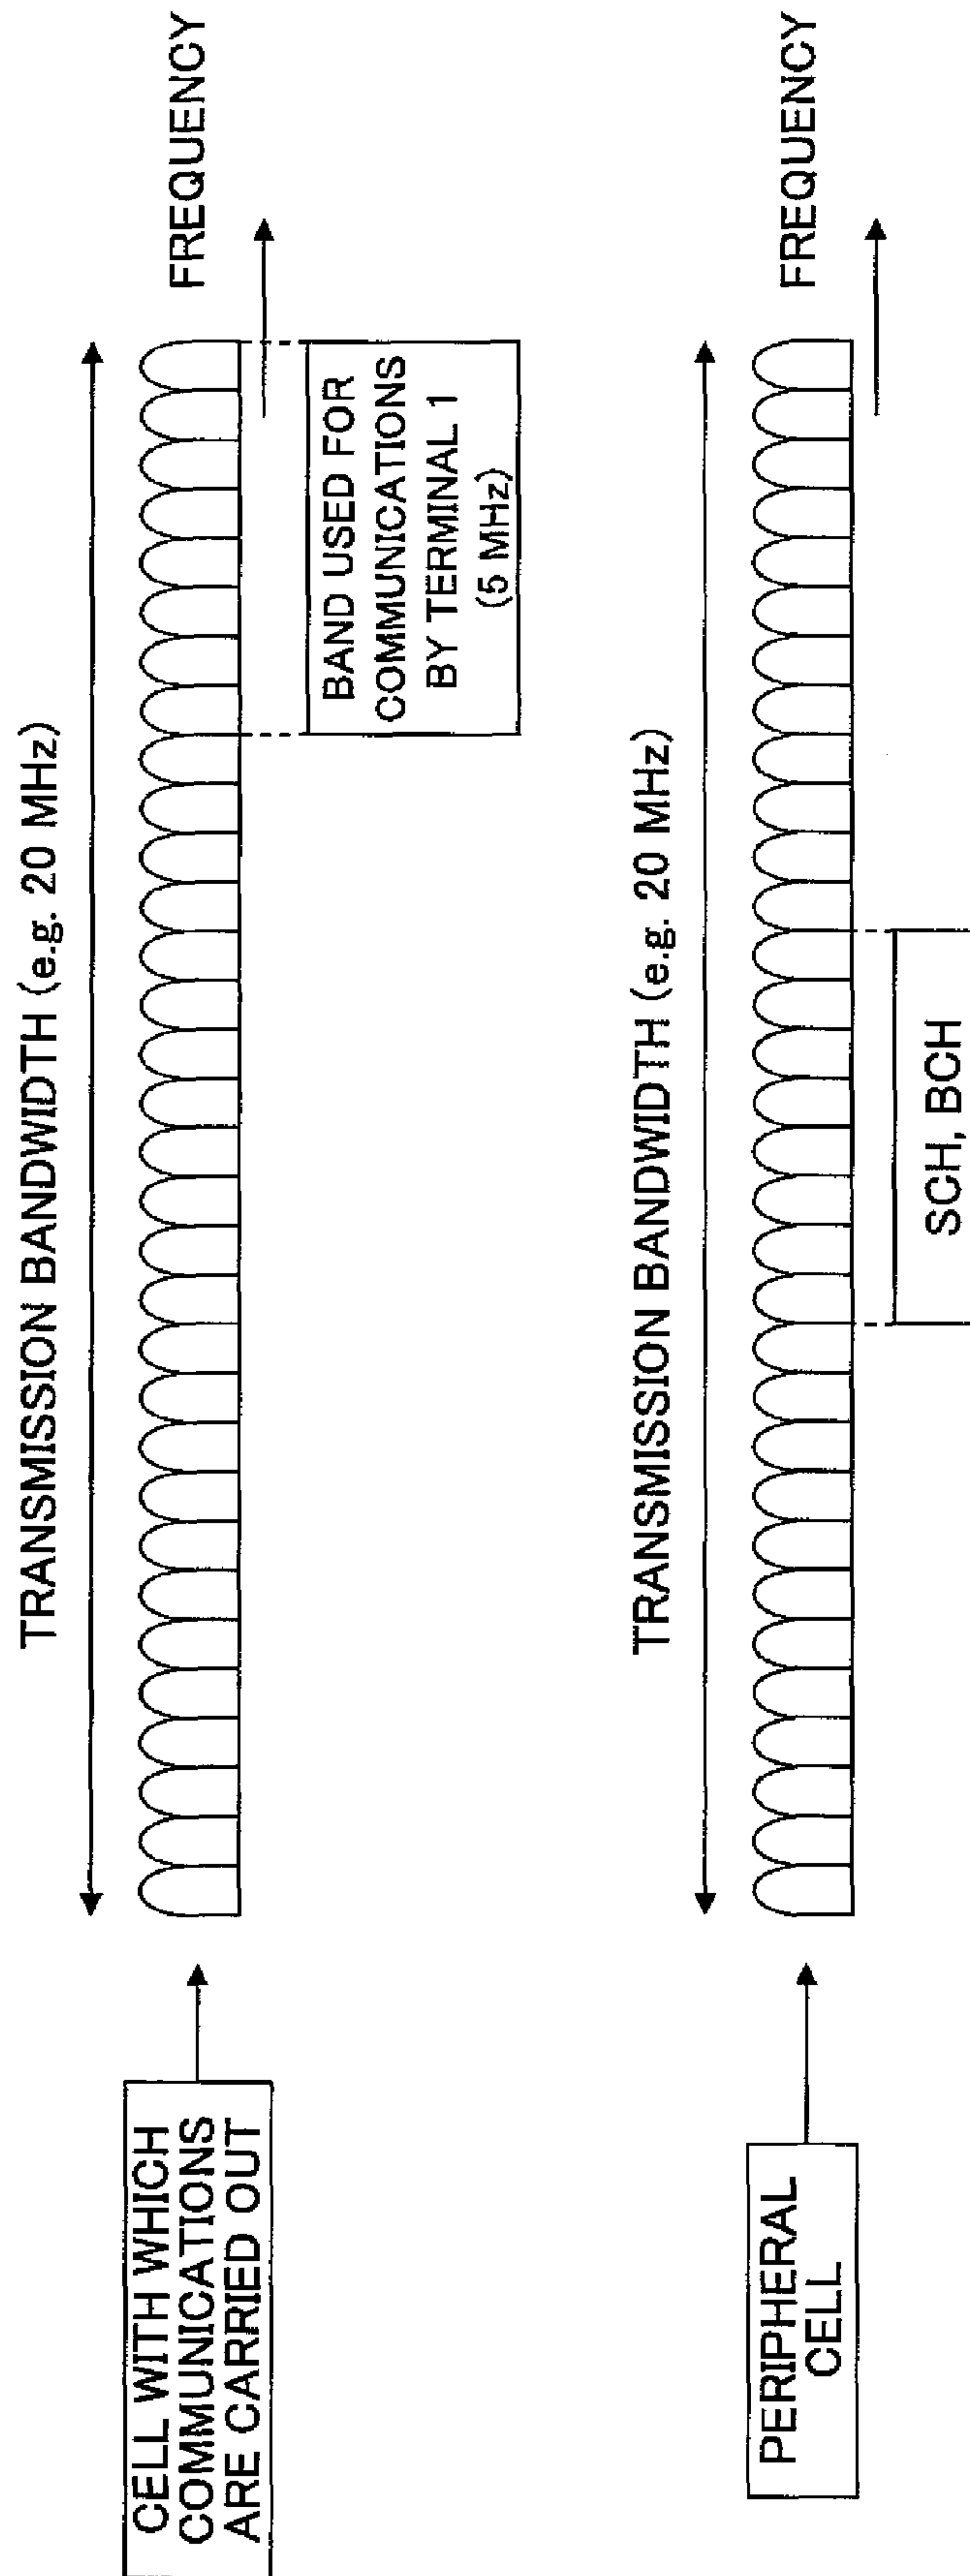 TRANSMISSION BANDWIDTH (e.g. 20 MHz)
FREQUENCY
CELL WITH WHICH
COMMUNICATIONS
ARE CARRIED OUT
BAND USED FOR
COMMUNICATIONS
BY TERMINAL 1
(5 MHz)
TRANSMISSION BANDWIDTH (e.g. 20 MHz)
FREQUENCY
PERIPHERAL
CELL
SCH, BCH